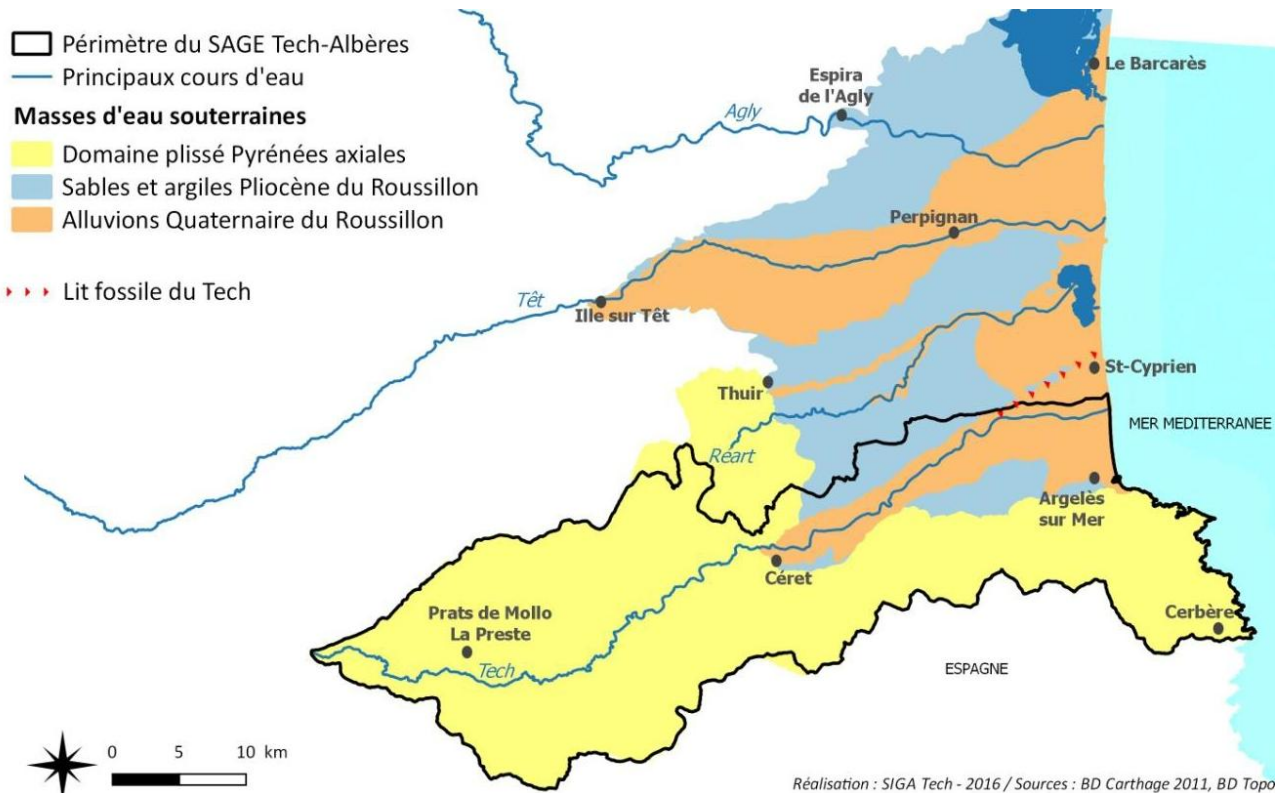 Périmètre du SAGE Tech-Albères
Principaux cours d'eau
Masses d'eau souterraines
Domaine plissé Pyrénées axiales
Sables et argiles Pliocène du Roussillon
Alluvions Quaternaire du Roussillon
Lit fossile du Tech
Le Barcarès
Espira
de l'Agly
Agly
Perpignan
Têt
Ille sur Têt
Thuir
St-Cyprien
MER MEDITERRANEE
Réart
Argelès
sur Mer
Céret
Prats de Mollo
La Preste
Tech
Cerbère
ESPAGNE
0 5 10 km
Réalisation : SIGA Tech - 2016 / Sources : BD Carthage 2011, BD Topo